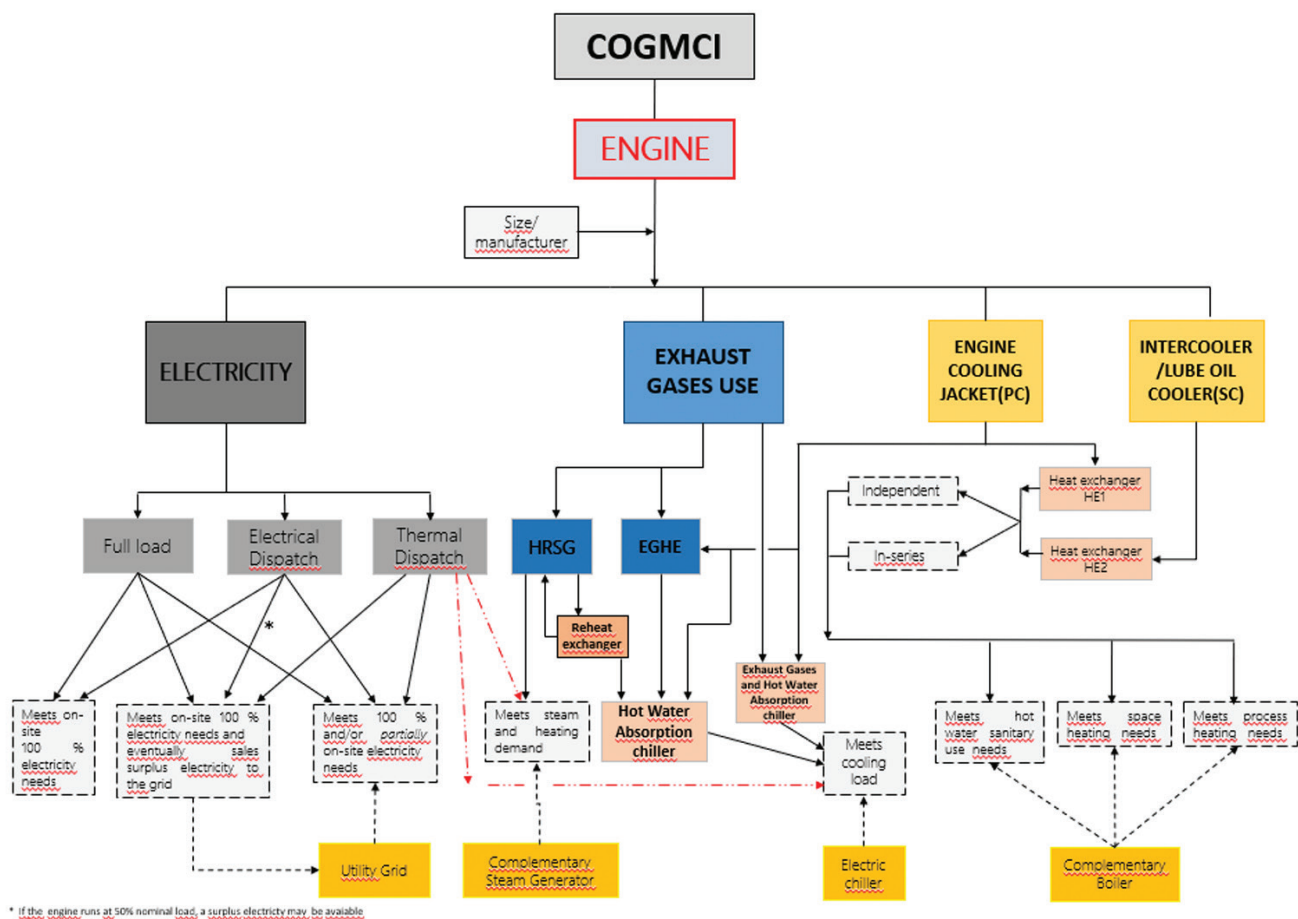 COGMCI
ENGINE
Size/
manufacturer
ELECTRICITY
EXHAUST
GASES USE
ENGINE
COOLING
JACKET(PC)
INTERCOOLER
/LUBE OIL
COOLER(SC)
Independent
Heat exchanger
HE1
In-series
Heat exchanger
HE2
Full load
Electrical
Dispatch
Thermal
Dispatch
HRSG
EGHE
*
Reheat
exchanger
Meets on-
site
100 %
electricity
needs
Meets on-site 100 %
electricity needs and
eventually sales
surplus electricity to
the grid
Meets 100 %
and/or partially
on-site electricity
needs
Meets steam
and heating
demand
Hot Water
Absorption
chiller
Exhaust Gases
and Hot Water
Absorption
chiller
Meets
cooling
load
Meets hot
water sanitary
use needs
Meets space
heating needs
Meets process
heating needs
Utility Grid
Complementary
Steam Generator
Electric
chiller
Complementary
Boiler
* If the engine runs at 50% nominal load, a surplus electricty may be avaiable